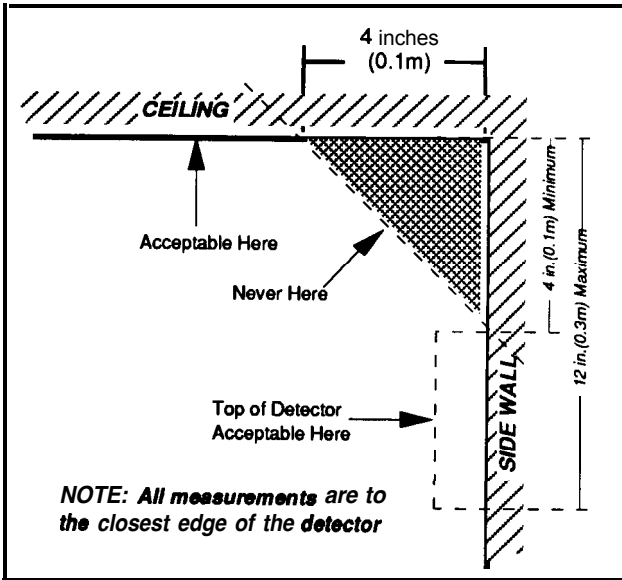 4 inches
(0.1m)
CEILING
Acceptable Here
Never Here
4 in.(0.1m) Minimum
12 in.(0.3m) Maximum
Top of Detector
Acceptable Here
SIDE WALL
NOTE: All measurements are to
the closest edge of the detector